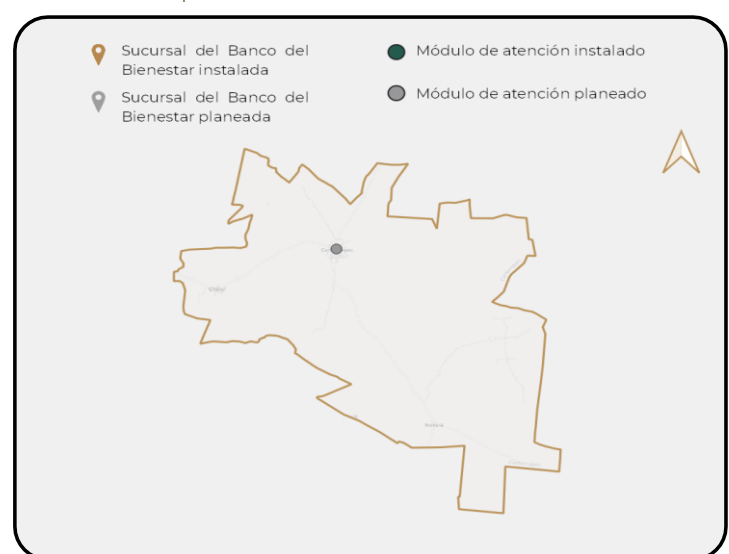 Sucursal del Banco del
Bienestar instalada
Módulo de atención instalado
Sucursal del Banco del
Bienestar planeada
Módulo de atención planeado